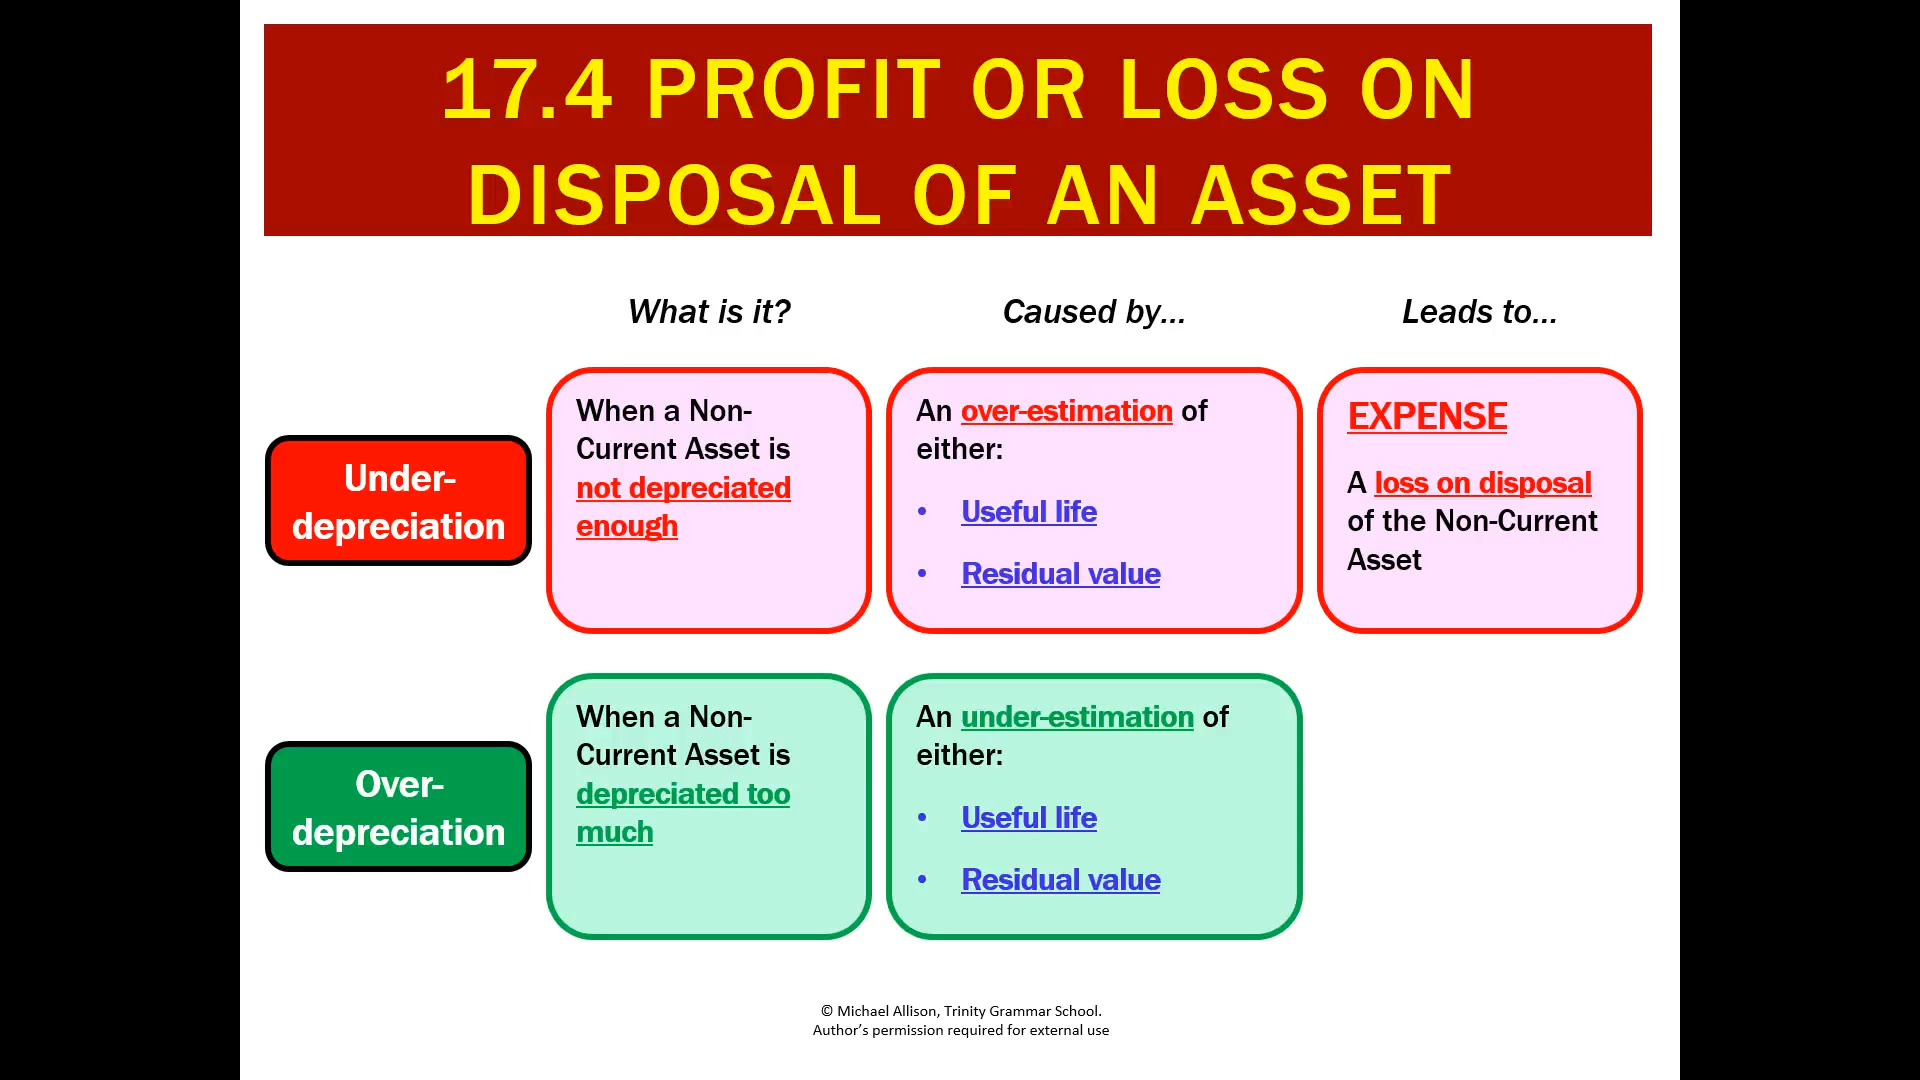 17.4 PROFIT OR LOSS ON
DISPOSAL OF AN ASSET
What is it?
Caused by...
Leads to...
Under-
depreciation
When a Non-
Current Asset is
not depreciated
enough
An over-estimation of
either:
• Useful life
• Residual value
EXPENSE
A loss on disposal
of the Non-Current
Asset
Over-
depreciation
When a Non-
Current Asset is
depreciated too
much
An under-estimation of
either:
• Useful life
• Residual value
© Michael Allison, Trinity Grammar School.
Author's permission required for external use